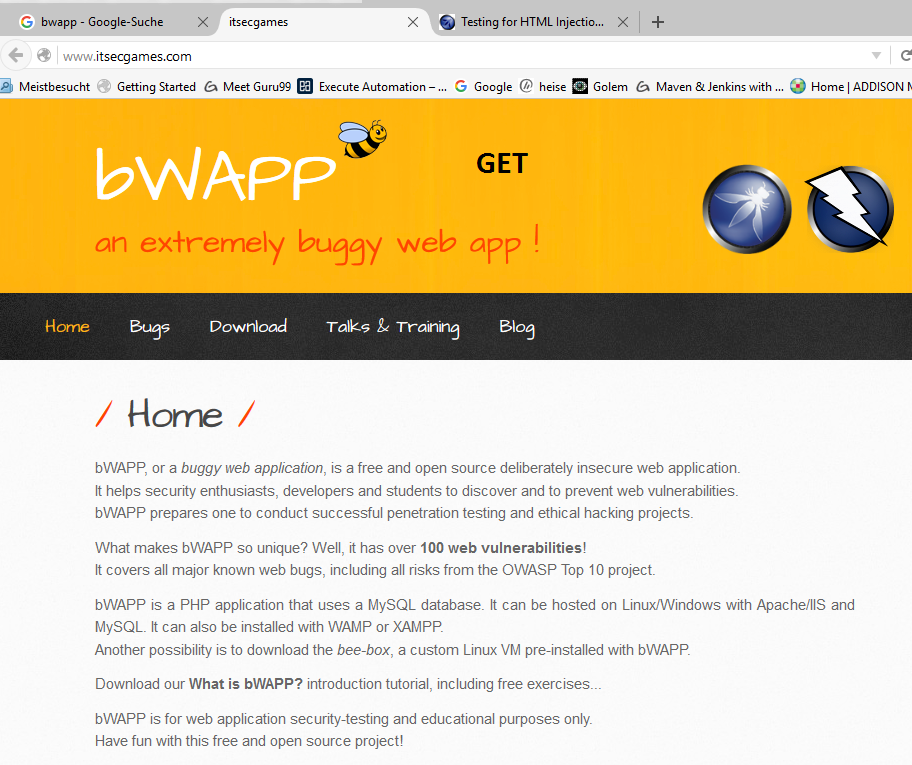 bwapp - Google-Suche
itsecgames
Testing for HTML Injectio...
www.itsecgames.com
Meistbesucht Getting Started Meet Guru99 Execute Automation – ... Google heise Golem Maven & Jenkins with ... Home | ADDISON
bWAPP
GET
an extremely buggy web app !
Home Bugs Download Talks & Training Blog
/ Home /
bWAPP, or a buggy web application, is a free and open source deliberately insecure web application.
It helps security enthusiasts, developers and students to discover and to prevent web vulnerabilities.
bWAPP prepares one to conduct successful penetration testing and ethical hacking projects.
What makes bWAPP so unique? Well, it has over 100 web vulnerabilities!
It covers all major known web bugs, including all risks from the OWASP Top 10 project.
bWAPP is a PHP application that uses a MySQL database. It can be hosted on Linux/Windows with Apache/IIS and
MySQL. It can also be installed with WAMP or XAMPP.
Another possibility is to download the bee-box, a custom Linux VM pre-installed with bWAPP.
Download our What is bWAPP? introduction tutorial, including free exercises...
bWAPP is for web application security-testing and educational purposes only.
Have fun with this free and open source project!